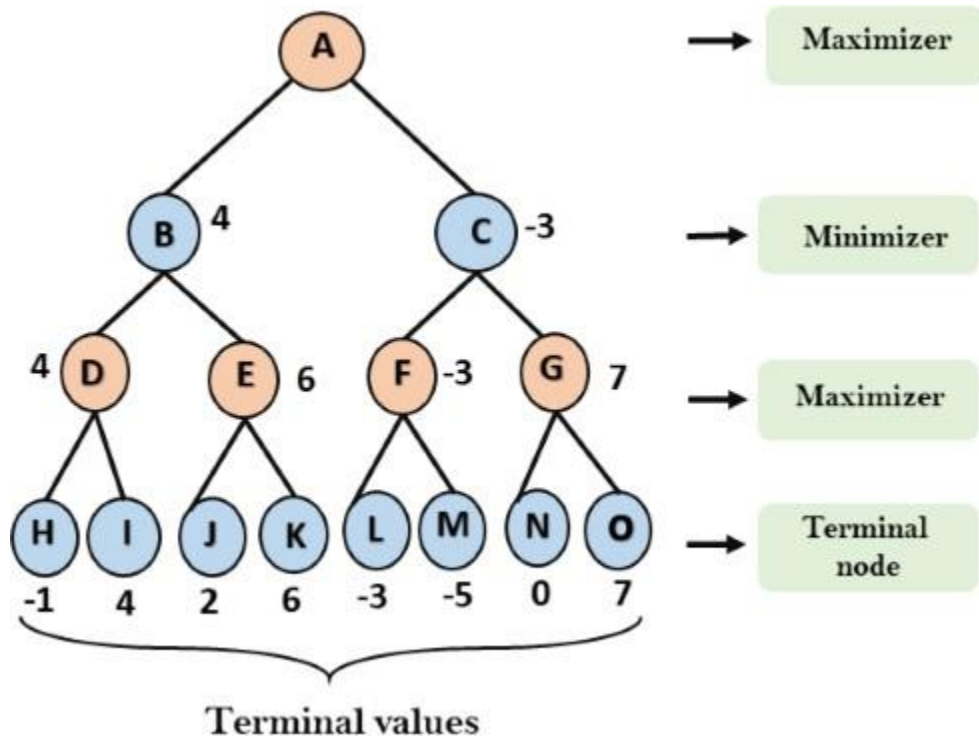 A
Maximizer
B
4
C
-3
Minimizer
4
D
E
6
F
-3
G
7
Maximizer
H
I
J
K
L
M
N
O
Terminal
node
-1
4
2
6
-3
-5
0
7
Terminal values